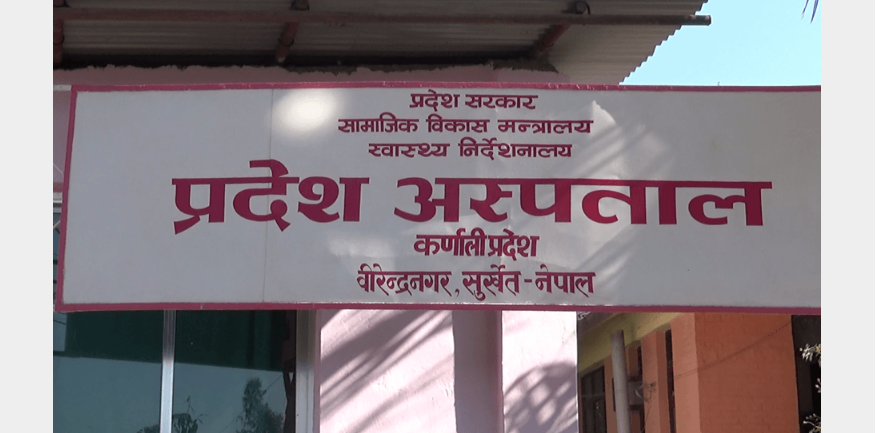 प्रदेश सरकार
सामाजिक विकास मन्त्रालय
स्वास्थ्य निर्देशनालय
प्रदेश अस्पताल
कर्णाली प्रदेश
वीरेन्द्रनगर, सुर्खेत - नेपाल